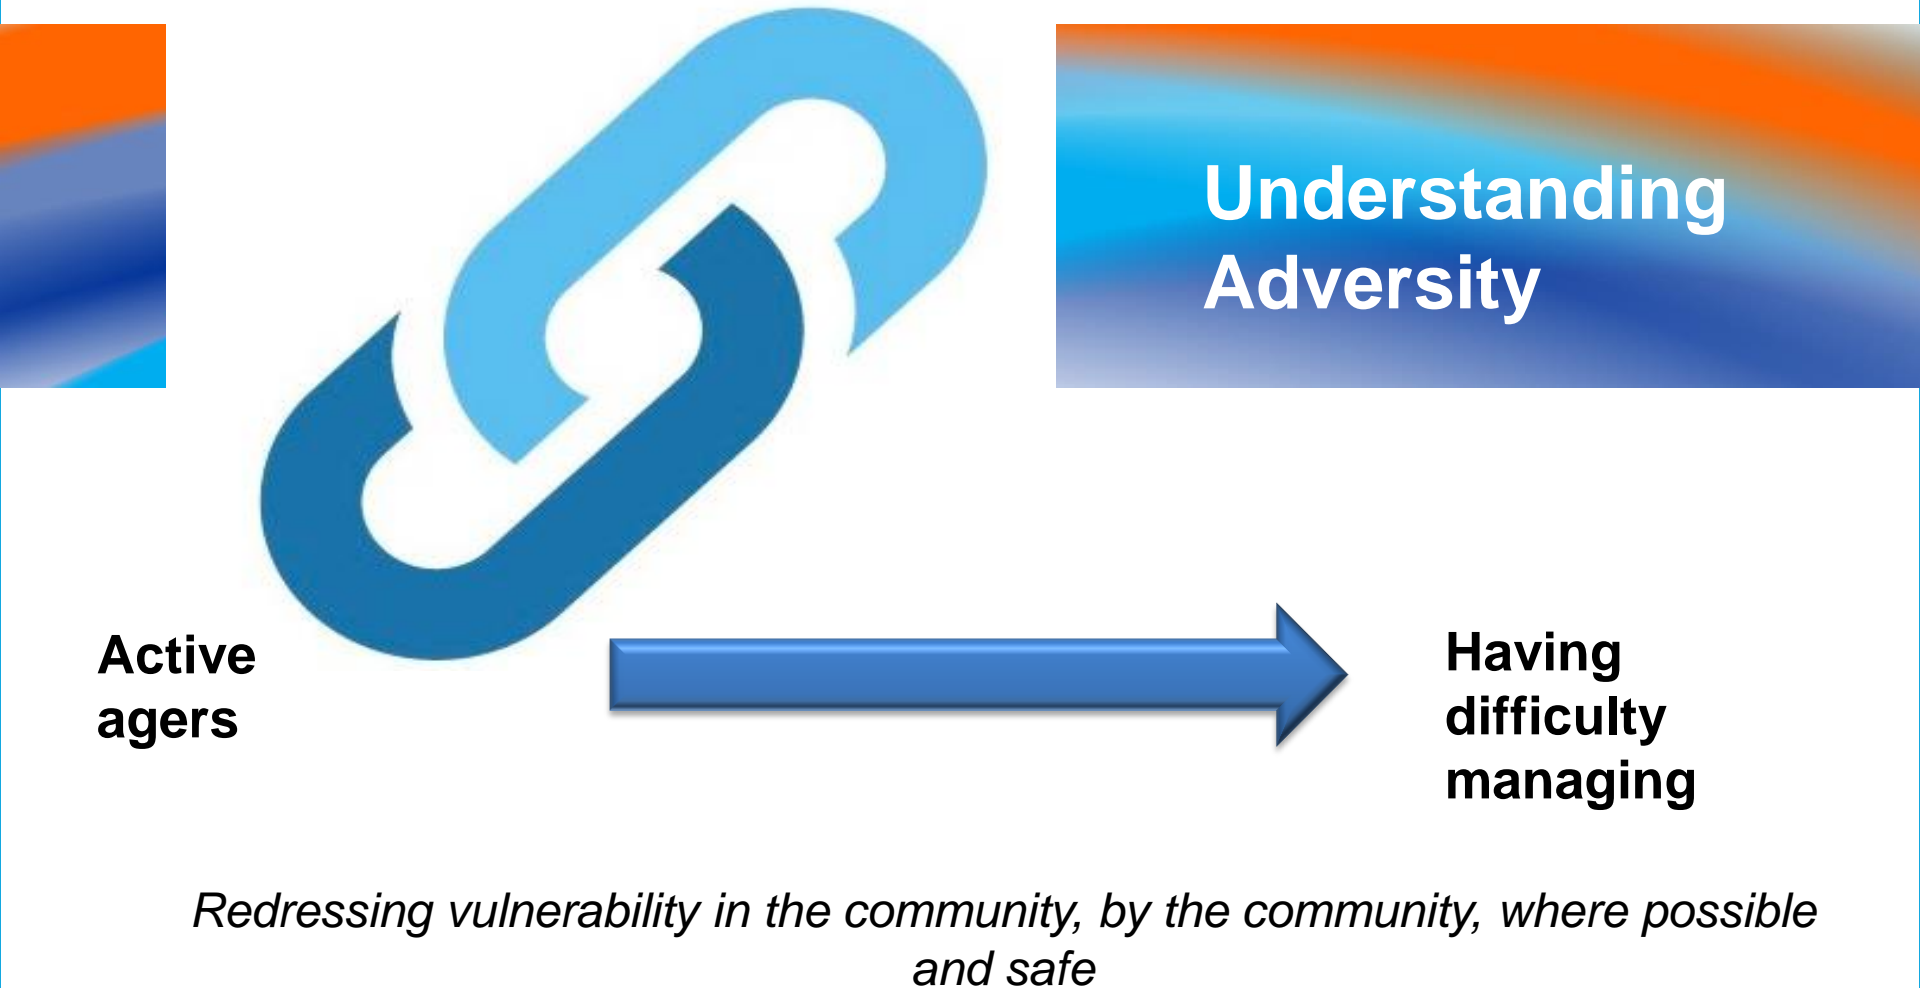 Understanding
Adversity
Active
agers
Having
difficulty
managing
Redressing vulnerability in the community, by the community, where possible
and safe